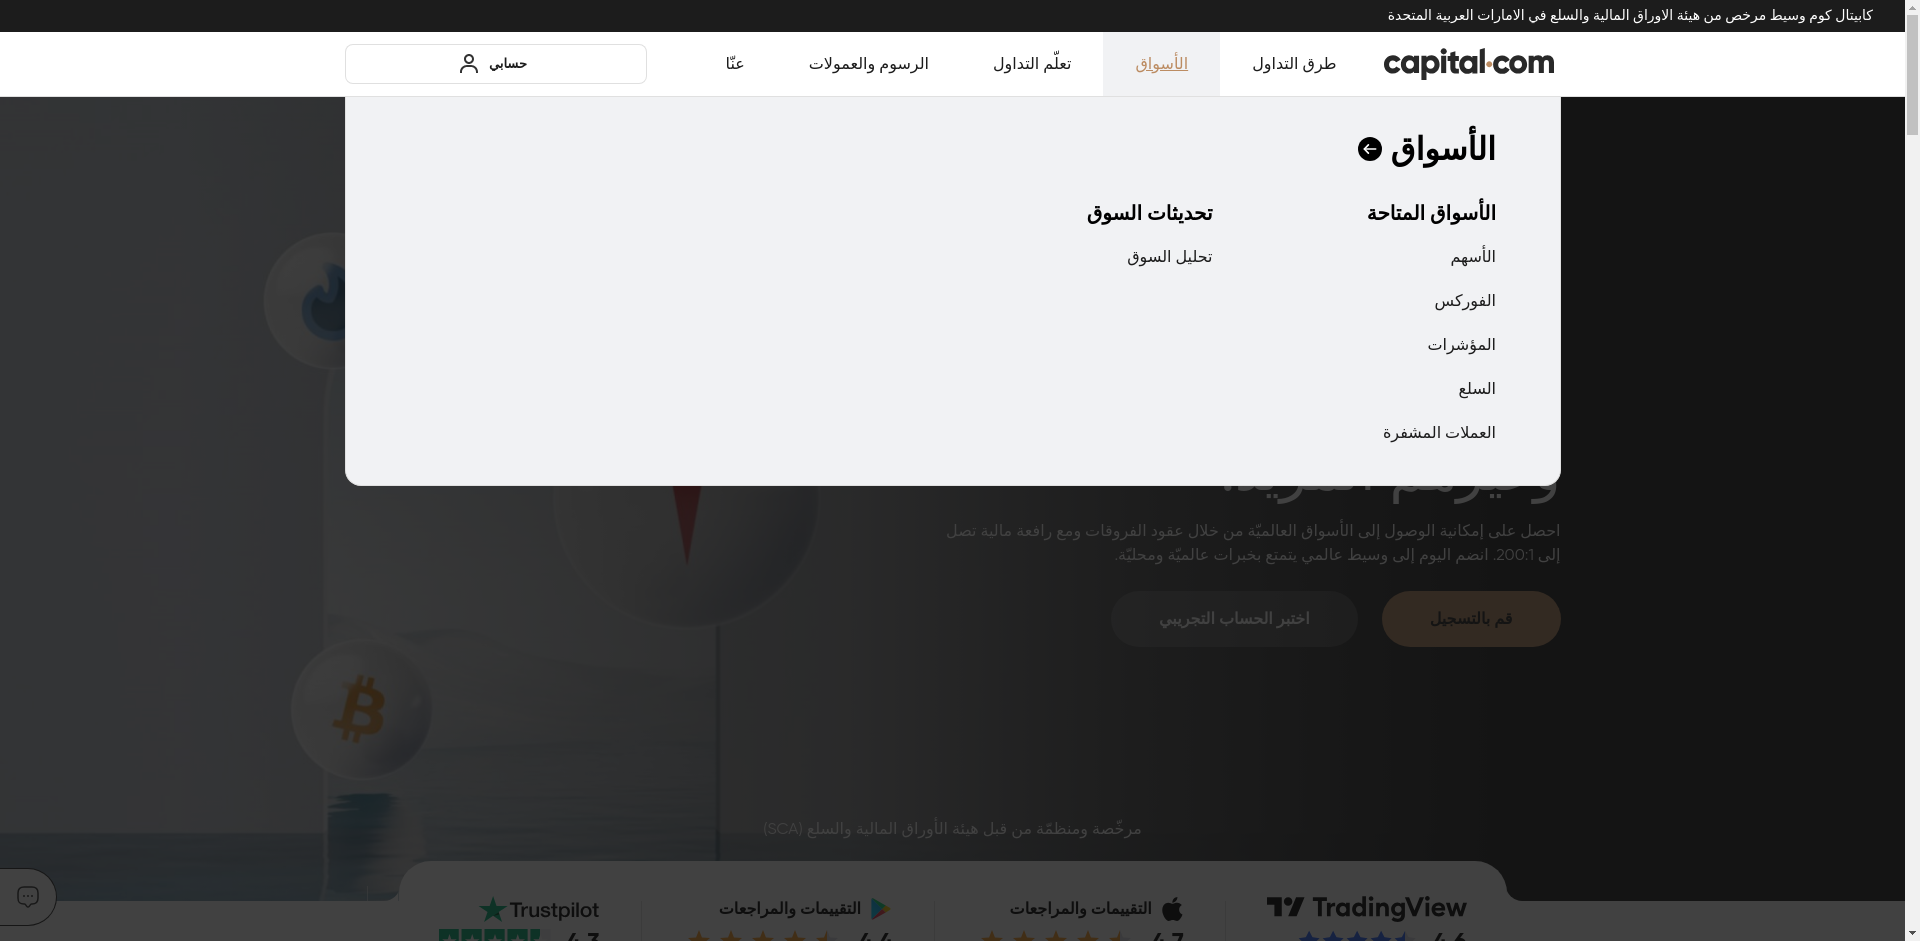 كابيتال كوم وسيط مرخص من هيئة الاوراق المالية والسلع في الامارات العربية المتحدة
capital.com
طرق التداول
الأسواق
تعلّم التداول
الرسوم والعمولات
عنّا
حسابي
الأسواق
الأسواق المتاحة
الأسهم
الفوركس
المؤشرات
السلع
العملات المشفرة
تحديثات السوق
تحليل السوق
احصل على إمكانية الوصول إلى الأسواق العالميّة من خلال عقود الفروقات ومع رافعة مالية تصل
إلى 200:1. انضم اليوم إلى وسيط عالمي يتمتع بخبرات عالميّة ومحليّة.
قم بالتسجيل
اختبر الحساب التجريبي
مرخّصة ومنظمّة من قبل هيئة الأوراق المالية والسلع (SCA)
TradingView
التقييمات والمراجعات
التقييمات والمراجعات
Trustpilot
4.6
4.7
4.4
4.3